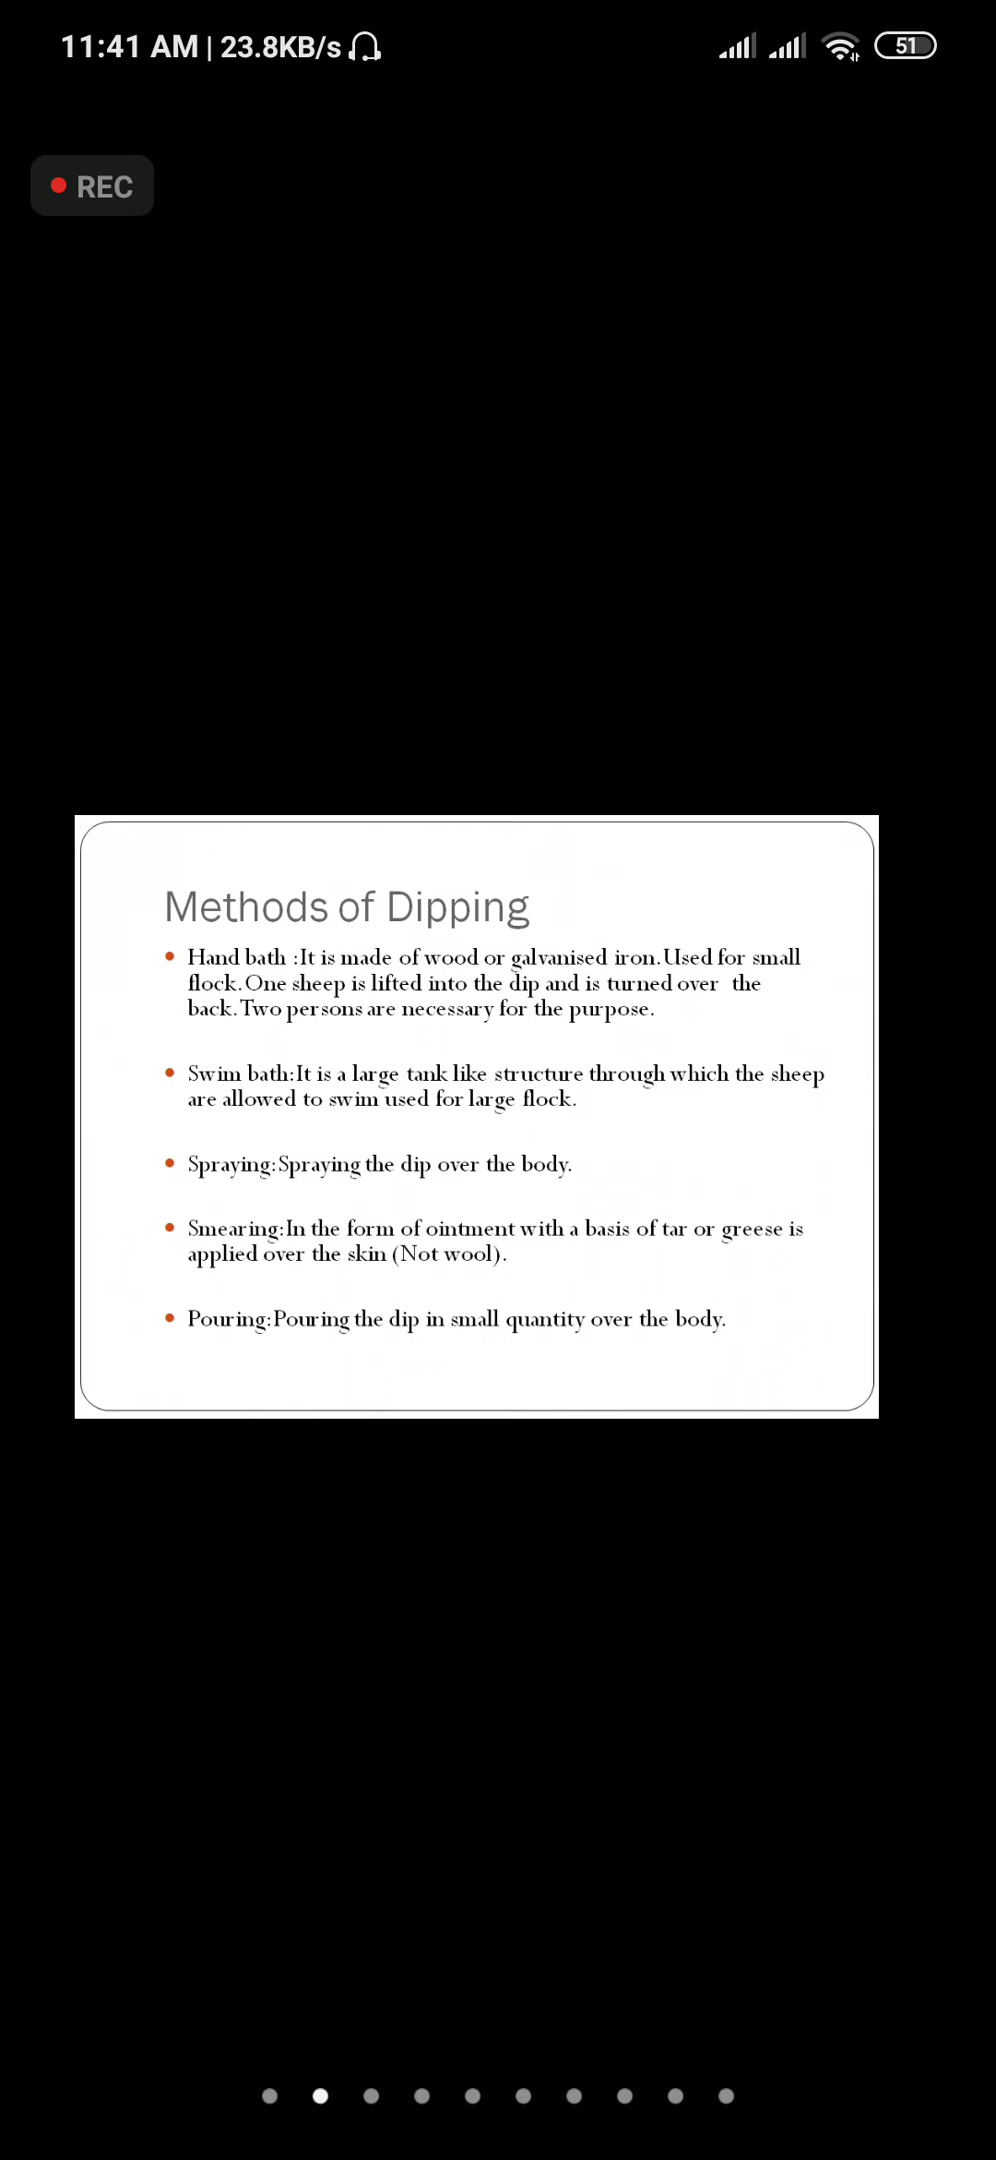 11:41 AM | 23.8KB/s
51
REC
Methods of Dipping
• Hand bath :It is made of wood or galvanised iron.Used for small
flock.One sheep is lifted into the dip and is turned over the
back.Two persons are necessary for the purpose.
• Swim bath:It is a large tank like structure through which the sheep
are allowed to swim used for large flock.
• Spraying:Spraying the dip over the body.
• Smearing:In the form of ointment with a basis of tar or greese is
applied over the skin (Not wool).
• Pouring:Pouring the dip in small quantity over the body.